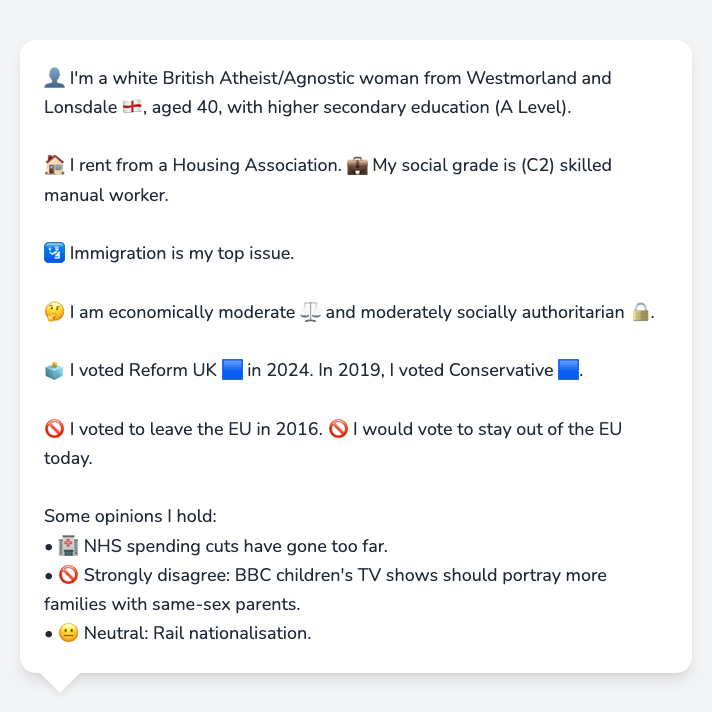 👤 I'm a white British Atheist/Agnostic woman from Westmorland and
Lonsdale 🏴󠁧󠁢󠁥󠁮󠁧󠁿, aged 40, with higher secondary education (A Level).
🏠 I rent from a Housing Association. 💼 My social grade is (C2) skilled
manual worker.
🛂 Immigration is my top issue.
🤔 I am economically moderate ⚖️ and moderately socially authoritarian 🔒.
🗳️ I voted Reform UK 🟦 in 2024. In 2019, I voted Conservative 🟦.
🚫 I voted to leave the EU in 2016. 🚫 I would vote to stay out of the EU
today.
Some opinions I hold:
• 🏥 NHS spending cuts have gone too far.
• 🚫 Strongly disagree: BBC children's TV shows should portray more
families with same-sex parents.
• 😐 Neutral: Rail nationalisation.